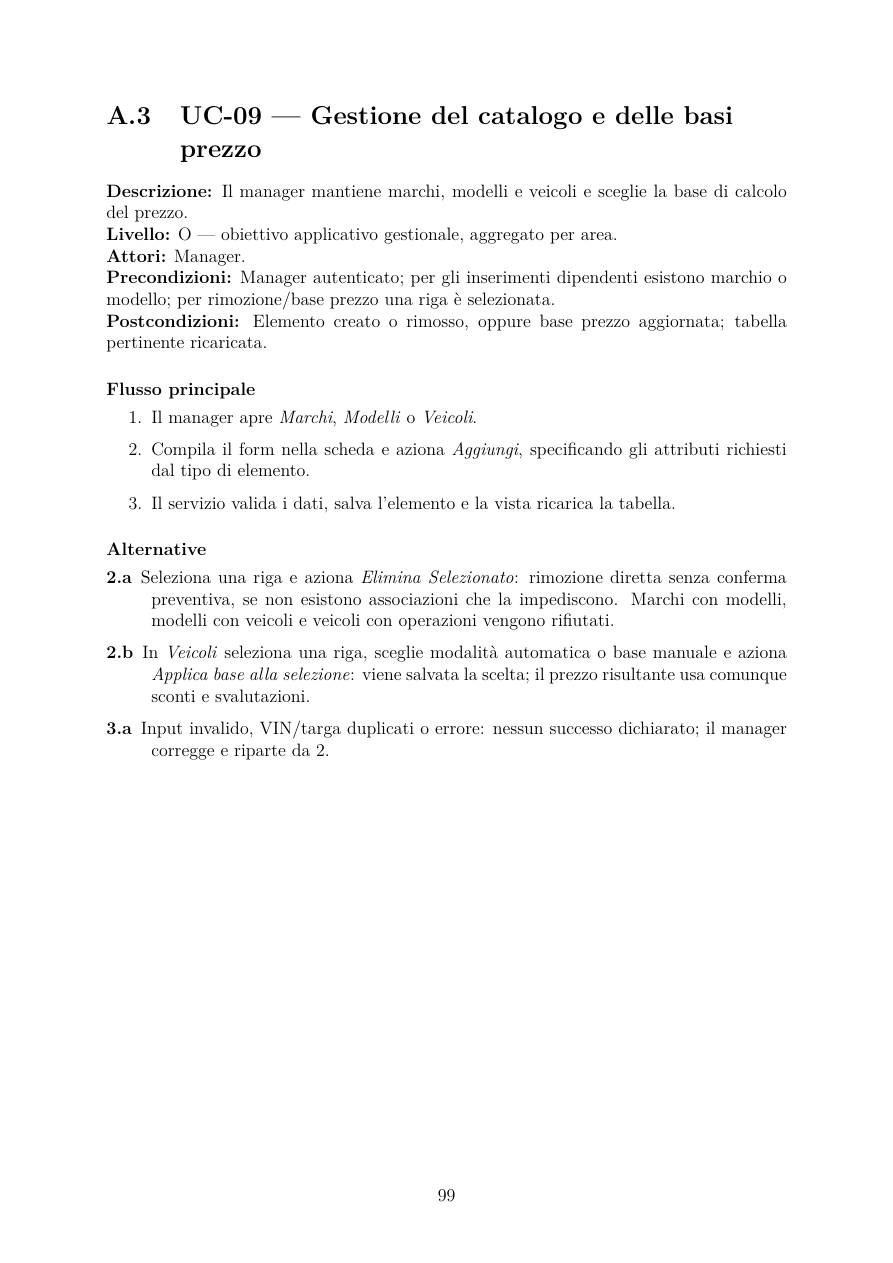 A.3 UC-09 — Gestione del catalogo e delle basi
prezzo
Descrizione: Il manager mantiene marchi, modelli e veicoli e sceglie la base di calcolo
del prezzo.
Livello: O — obiettivo applicativo gestionale, aggregato per area.
Attori: Manager.
Precondizioni: Manager autenticato; per gli inserimenti dipendenti esistono marchio o
modello; per rimozione/base prezzo una riga è selezionata.
Postcondizioni: Elemento creato o rimosso, oppure base prezzo aggiornata; tabella
pertinente ricaricata.
Flusso principale
1. Il manager apre Marchi, Modelli o Veicoli.
2. Compila il form nella scheda e aziona Aggiungi, specificando gli attributi richiesti
dal tipo di elemento.
3. Il servizio valida i dati, salva l'elemento e la vista ricarica la tabella.
Alternative
2.a Seleziona una riga e aziona Elimina Selezionato: rimozione diretta senza conferma
preventiva, se non esistono associazioni che la impediscono. Marchi con modelli,
modelli con veicoli e veicoli con operazioni vengono rifiutati.
2.b In Veicoli seleziona una riga, sceglie modalità automatica o base manuale e aziona
Applica base alla selezione: viene salvata la scelta; il prezzo risultante usa comunque
sconti e svalutazioni.
3.a Input invalido, VIN/targa duplicati o errore: nessun successo dichiarato; il manager
corregge e riparte da 2.
99